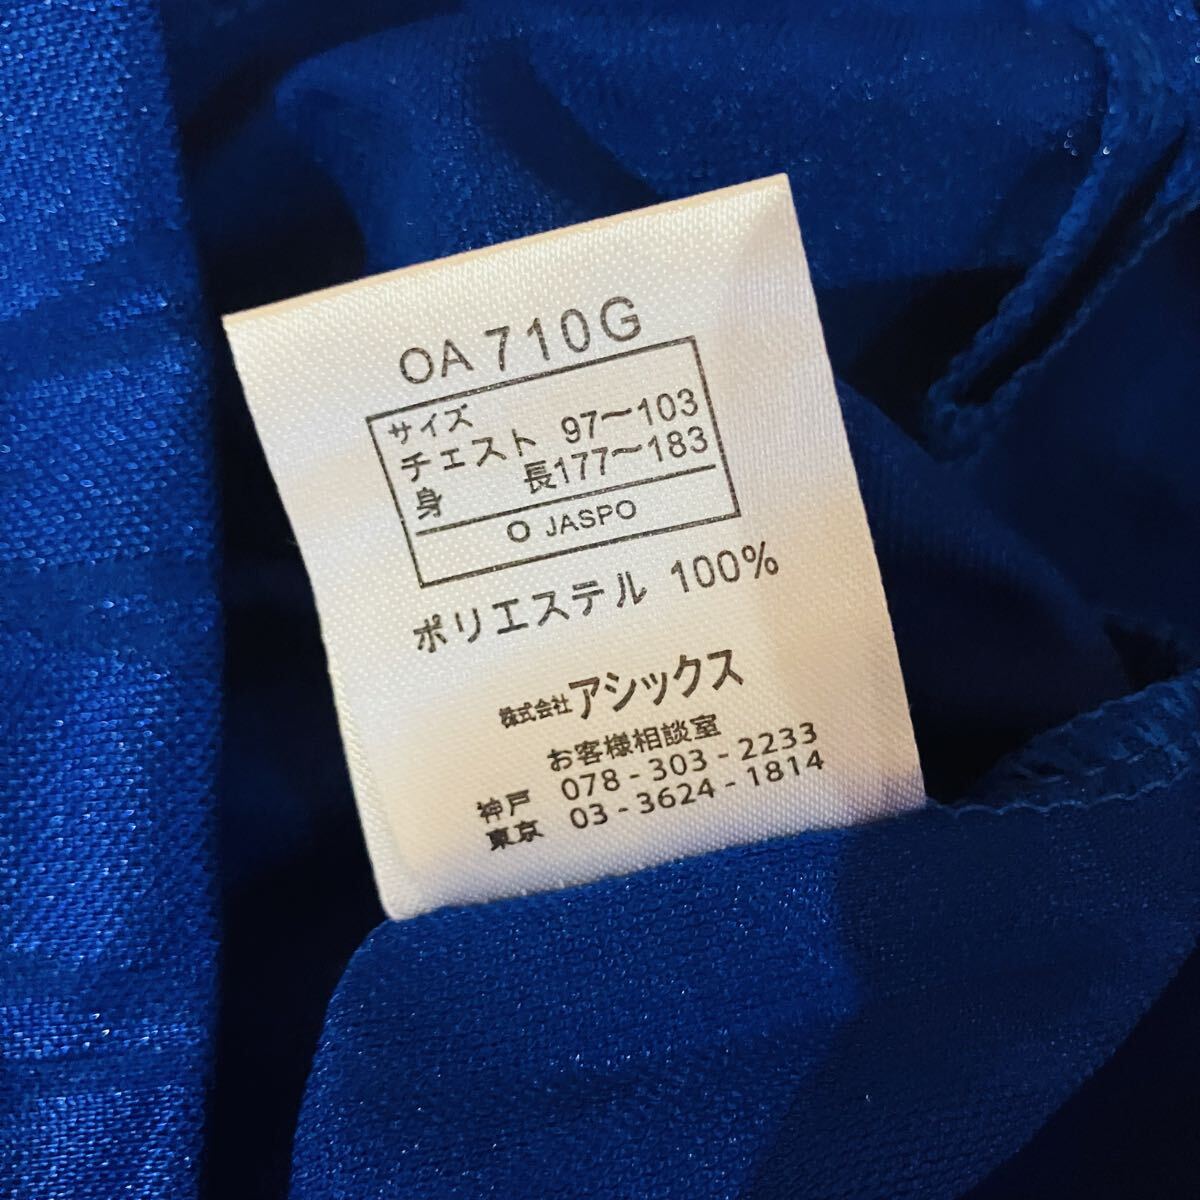 OA710G
サイズ
チェスト 97～103
身 長177～183
O JASPO
ポリエステル 100%
株式会社アシックス
お客様相談室
神戸 078-303-2233
東京 03-3624-1814